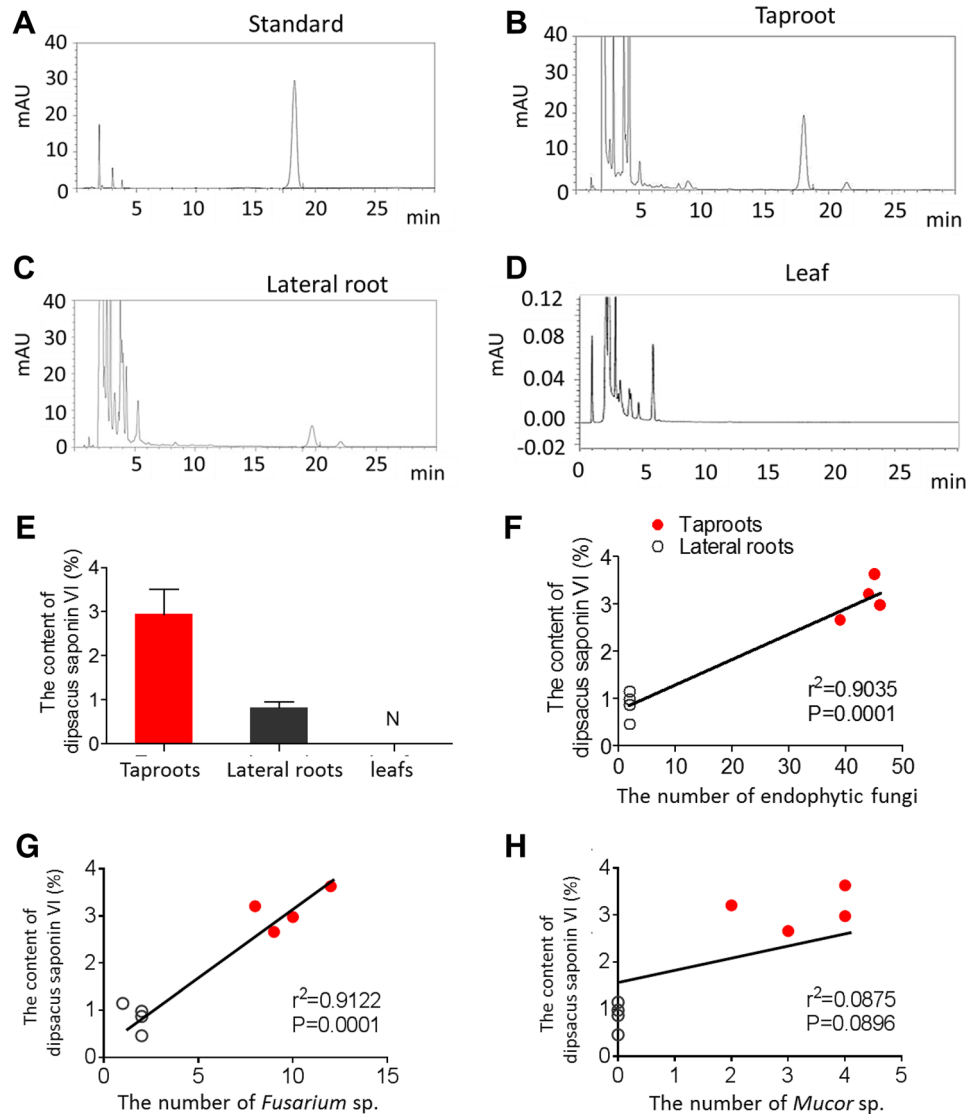 A
Standard
mAU
40
30
20
10
0
5
10
15
20
25
min
B
Taproot
mAU
40
30
20
10
0
5
10
15
20
25
min
C
Lateral root
mAU
40
30
20
10
0
5
10
15
20
25
min
D
Leaf
mAU
0.12
0.08
0.04
0.00
-0.02
0
5
10
15
20
25
min
E
The content of
dipsacus saponin VI (%)
4
3
2
1
0
N
Taproots
Lateral roots
leafs
F
Taproots
Lateral roots
The content of
dipsacus saponin VI (%)
4
3
2
1
0
r²=0.9035
P=0.0001
0
10
20
30
40
50
The number of endophytic fungi
G
The content of
dipsacus saponin VI (%)
4
3
2
1
0
r²=0.9122
P=0.0001
0
5
10
15
The number of Fusarium sp.
H
The content of
dipsacus saponin VI (%)
4
3
2
1
0
r²=0.0875
P=0.0896
0
1
2
3
4
5
The number of Mucor sp.